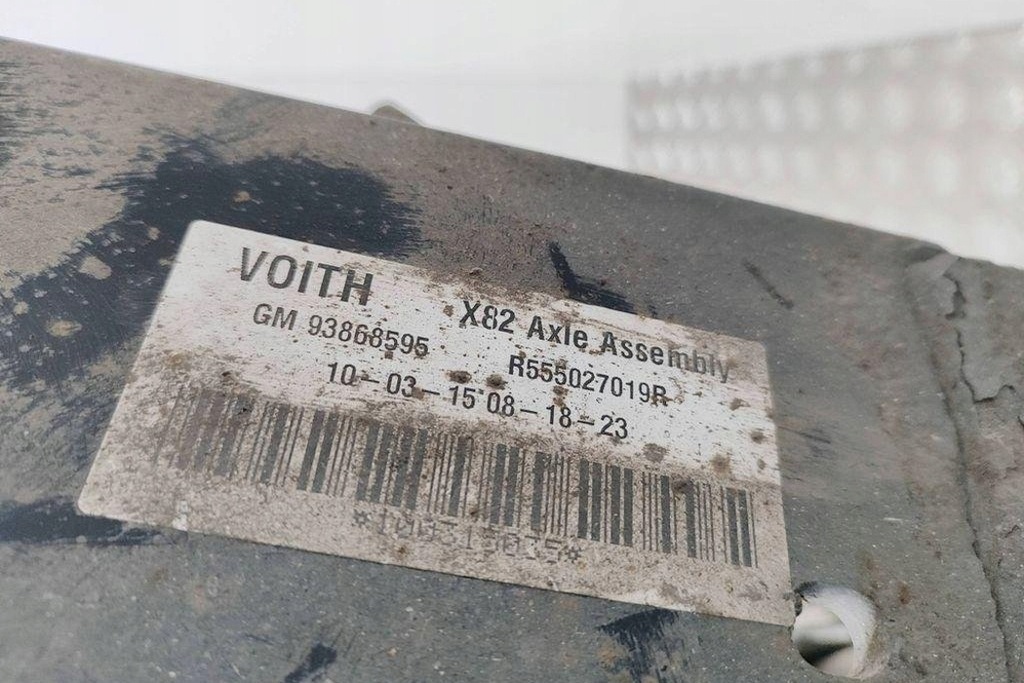 VOITH X82 Axle Assembly
GM 93868595 R555027019R
10-03-15 08-18-23